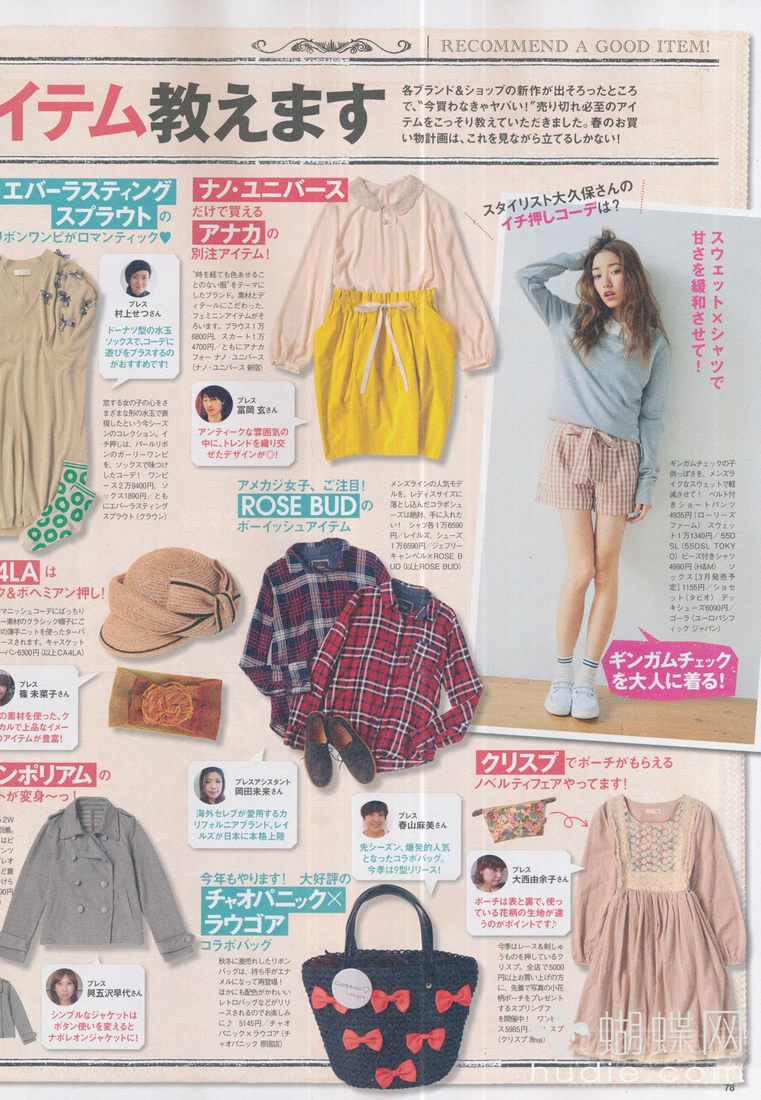 RECOMMEND A GOOD ITEM!
イテム教えます
各ブランド&ショップの新作が出そろったところ
で、“今買わなきゃヤバい！”売り切れ必至のアイ
テムをこっそり教えていただきました。春のお買
い物計画は、これを見ながら立てるしかない！
エバーラスティング
スプラウトの
リボンワンピがロマンティック♥
プレス
村上せつさん
ドーナツ型の水玉
ソックスで、コーデに
遊びをプラスするの
がおすすめです！
恋する女の子の心をさ
まざまな形の水玉で表
現したという今シーズ
ンのコレクション。イ
チ押しは、パールリボ
ンのガーリーワンピ
を、ソックスで味つけ
したコーデ！ ワンピ
ース2万9400円、ソ
ックス1890円／とも
にエバーラスティング
スプラウト(クラウン)
ナノ・ユニバース
だけで買える
アナカの
別注アイテム！
“時を経ても色あせるこ
とのない服”をテーマに
したブランド。素材とディ
テールにこだわった、
フェミニンアイテムがそ
ろいます。ブラウス1万
6800円、スカート1万
4700円／ともにアナカ
フォー ナノ・ユニバース
(ナノ・ユニバース 新宿)
プレス
冨岡 玄さん
アンティークな雰囲気の
中に、トレンドを織り交
ぜたデザインが◎！
スタイリスト大久保さんの
イチ押しコーデは？
スウェット×シャツで
甘さを緩和させて！
ギンガムチェックの子
供っぽさを、メンズラ
イクなスウェットで軽
減させて！ ベルト付
きショートパンツ
4935円(ローリーズ
ファーム) スウェッ
ト1万1340円／55D
SL(55DSL TOKY
O) ビーズ付きシャツ
4990円(H&M) ソ
ックス[3月発売予
定]1155円／ショセ
ット(タビオ) デッ
キシューズ6090円／
ゴーラ(ユーロパシフ
ィック ジャパン)
ギンガムチェック
を大人に着る！
アメカジ女子、ご注目！
ROSE BUDの
ボーイッシュアイテム
メンズラインの人気モデ
ルを、レディスサイズに
落とし込んだコラボシュ
ーズは絶対、手に入れた
い！ シャツ各1万6590
円／レイルズ、シューズ
1万6590円／ジェフリー
キャンベル×ROSE B
UD(以上ROSE BUD)
プレスアシスタント
岡田未来さん
海外セレブが愛用するカ
リフォルニアブランド、レイ
ルズが日本に本格上陸
4LA は
ク&ボヘミアン押し！
マニッシュコーデにぴっちり
ー素材のクラシック帽子にご
の薄手ニットを使ったターバ
ースされます。キャスケット
ーバン6300円(以上CA4LA)
プレス
篠 未菜子さん
の素材を使った、ク
カルで上品なイメー
のアイテムが豊富！
ンポリアムの
トが変身〜っ！
プレス
與五沢早代さん
シンプルなジャケットは
ボタン使いを変えると
ナポレオンジャケットに！
今年もやります！ 大好評の
チャオパニック×
ラウゴア
コラボバッグ
秋冬に激売れしたリボ
ンバッグは、持ち手がエナ
メルになって再登場！
ほかにも配色がかわいい
レトロバッグなどがリリ
ースされるのでお楽しみ
に♪ 5145円／チャオ
パニック×ラウゴア(チ
ャオパニック 原宿店)
プレス
春山麻美さん
先シーズン、爆発的人気
となったコラボバッグ。
今季は9型リリース！
クリスプでポーチがもらえる
ノベルティフェアやってます！
プレス
大西由余子さん
ポーチは表と裏で、使っ
ている花柄の生地が違
うのがポイントです♪
今季はレース&刺しゅ
うものを押しているク
リスプ。全店で5000
円以上お買い上げの方
に、先着で写真の小花
柄ポーチをプレゼント
するスプリングフェア
を開催中！
5985円
(クリスプ 原宿)
蝴蝶网
hudie.com
78